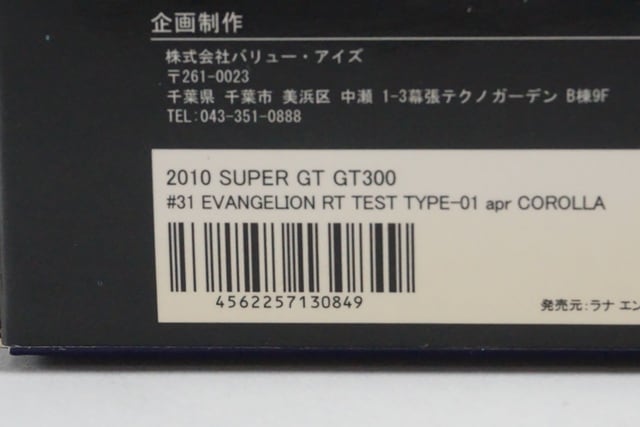 企画制作
株式会社バリュー・アイズ
〒261-0023
千葉県 千葉市 美浜区 中瀬 1-3幕張テクノガーデン B棟9F
TEL:043-351-0888
2010 SUPER GT GT300
#31 EVANGELION RT TEST TYPE-01 apr COROLLA
4562257130849
発売元:ラナ エン